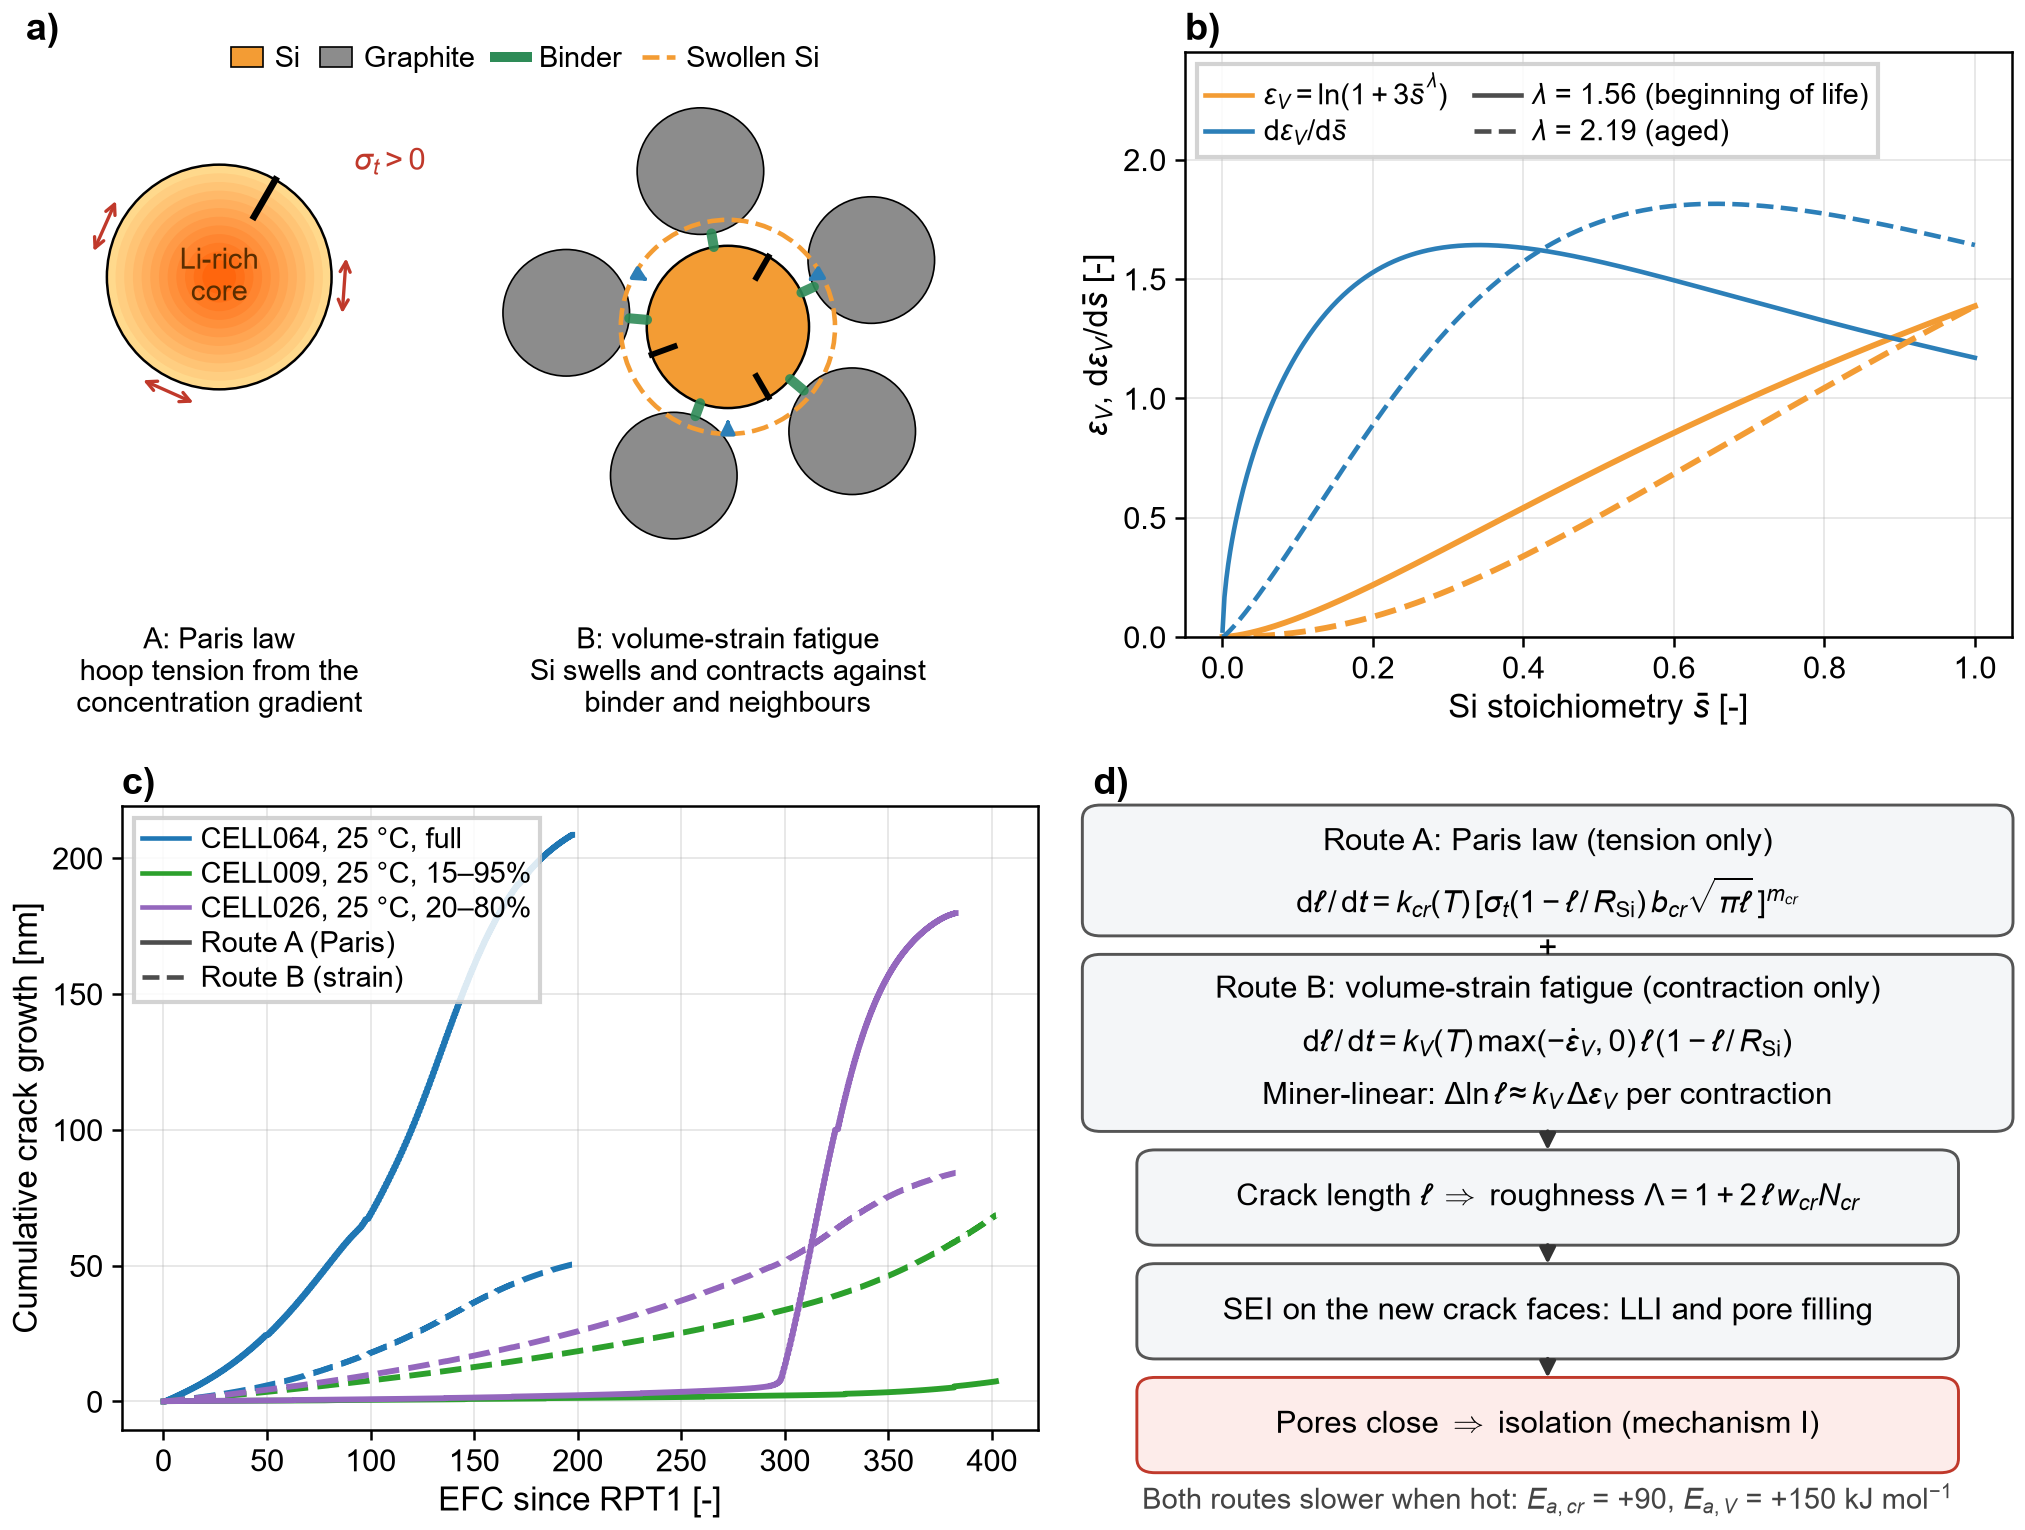 a)
Si
Graphite
Binder
Swollen Si
σt > 0
Li-rich
core
A: Paris law
hoop tension from the
concentration gradient
B: volume-strain fatigue
Si swells and contracts against
binder and neighbours
b)
εV = ln(1 + 3s̄^λ)
dεV/ds̄
λ = 1.56 (beginning of life)
λ = 2.19 (aged)
εV, dεV/ds̄ [-]
2.0
1.5
1.0
0.5
0.0
0.0 0.2 0.4 0.6 0.8 1.0
Si stoichiometry s̄ [-]
c)
CELL064, 25 °C, full
CELL009, 25 °C, 15–95%
CELL026, 25 °C, 20–80%
Route A (Paris)
Route B (strain)
Cumulative crack growth [nm]
200
150
100
50
0
0 50 100 150 200 250 300 350 400
EFC since RPT1 [-]
d)
Route A: Paris law (tension only)
dℓ/dt = kcr(T) [σt(1 − ℓ/RSi) bcr √πℓ ]^mcr
+
Route B: volume-strain fatigue (contraction only)
dℓ/dt = kV(T) max(−ε̇V, 0) ℓ (1 − ℓ/RSi)
Miner-linear: Δln ℓ ≈ kV ΔεV per contraction
Crack length ℓ ⇒ roughness Λ = 1 + 2ℓwcrNcr
SEI on the new crack faces: LLI and pore filling
Pores close ⇒ isolation (mechanism I)
Both routes slower when hot: Ea,cr = +90, Ea,V = +150 kJ mol⁻¹